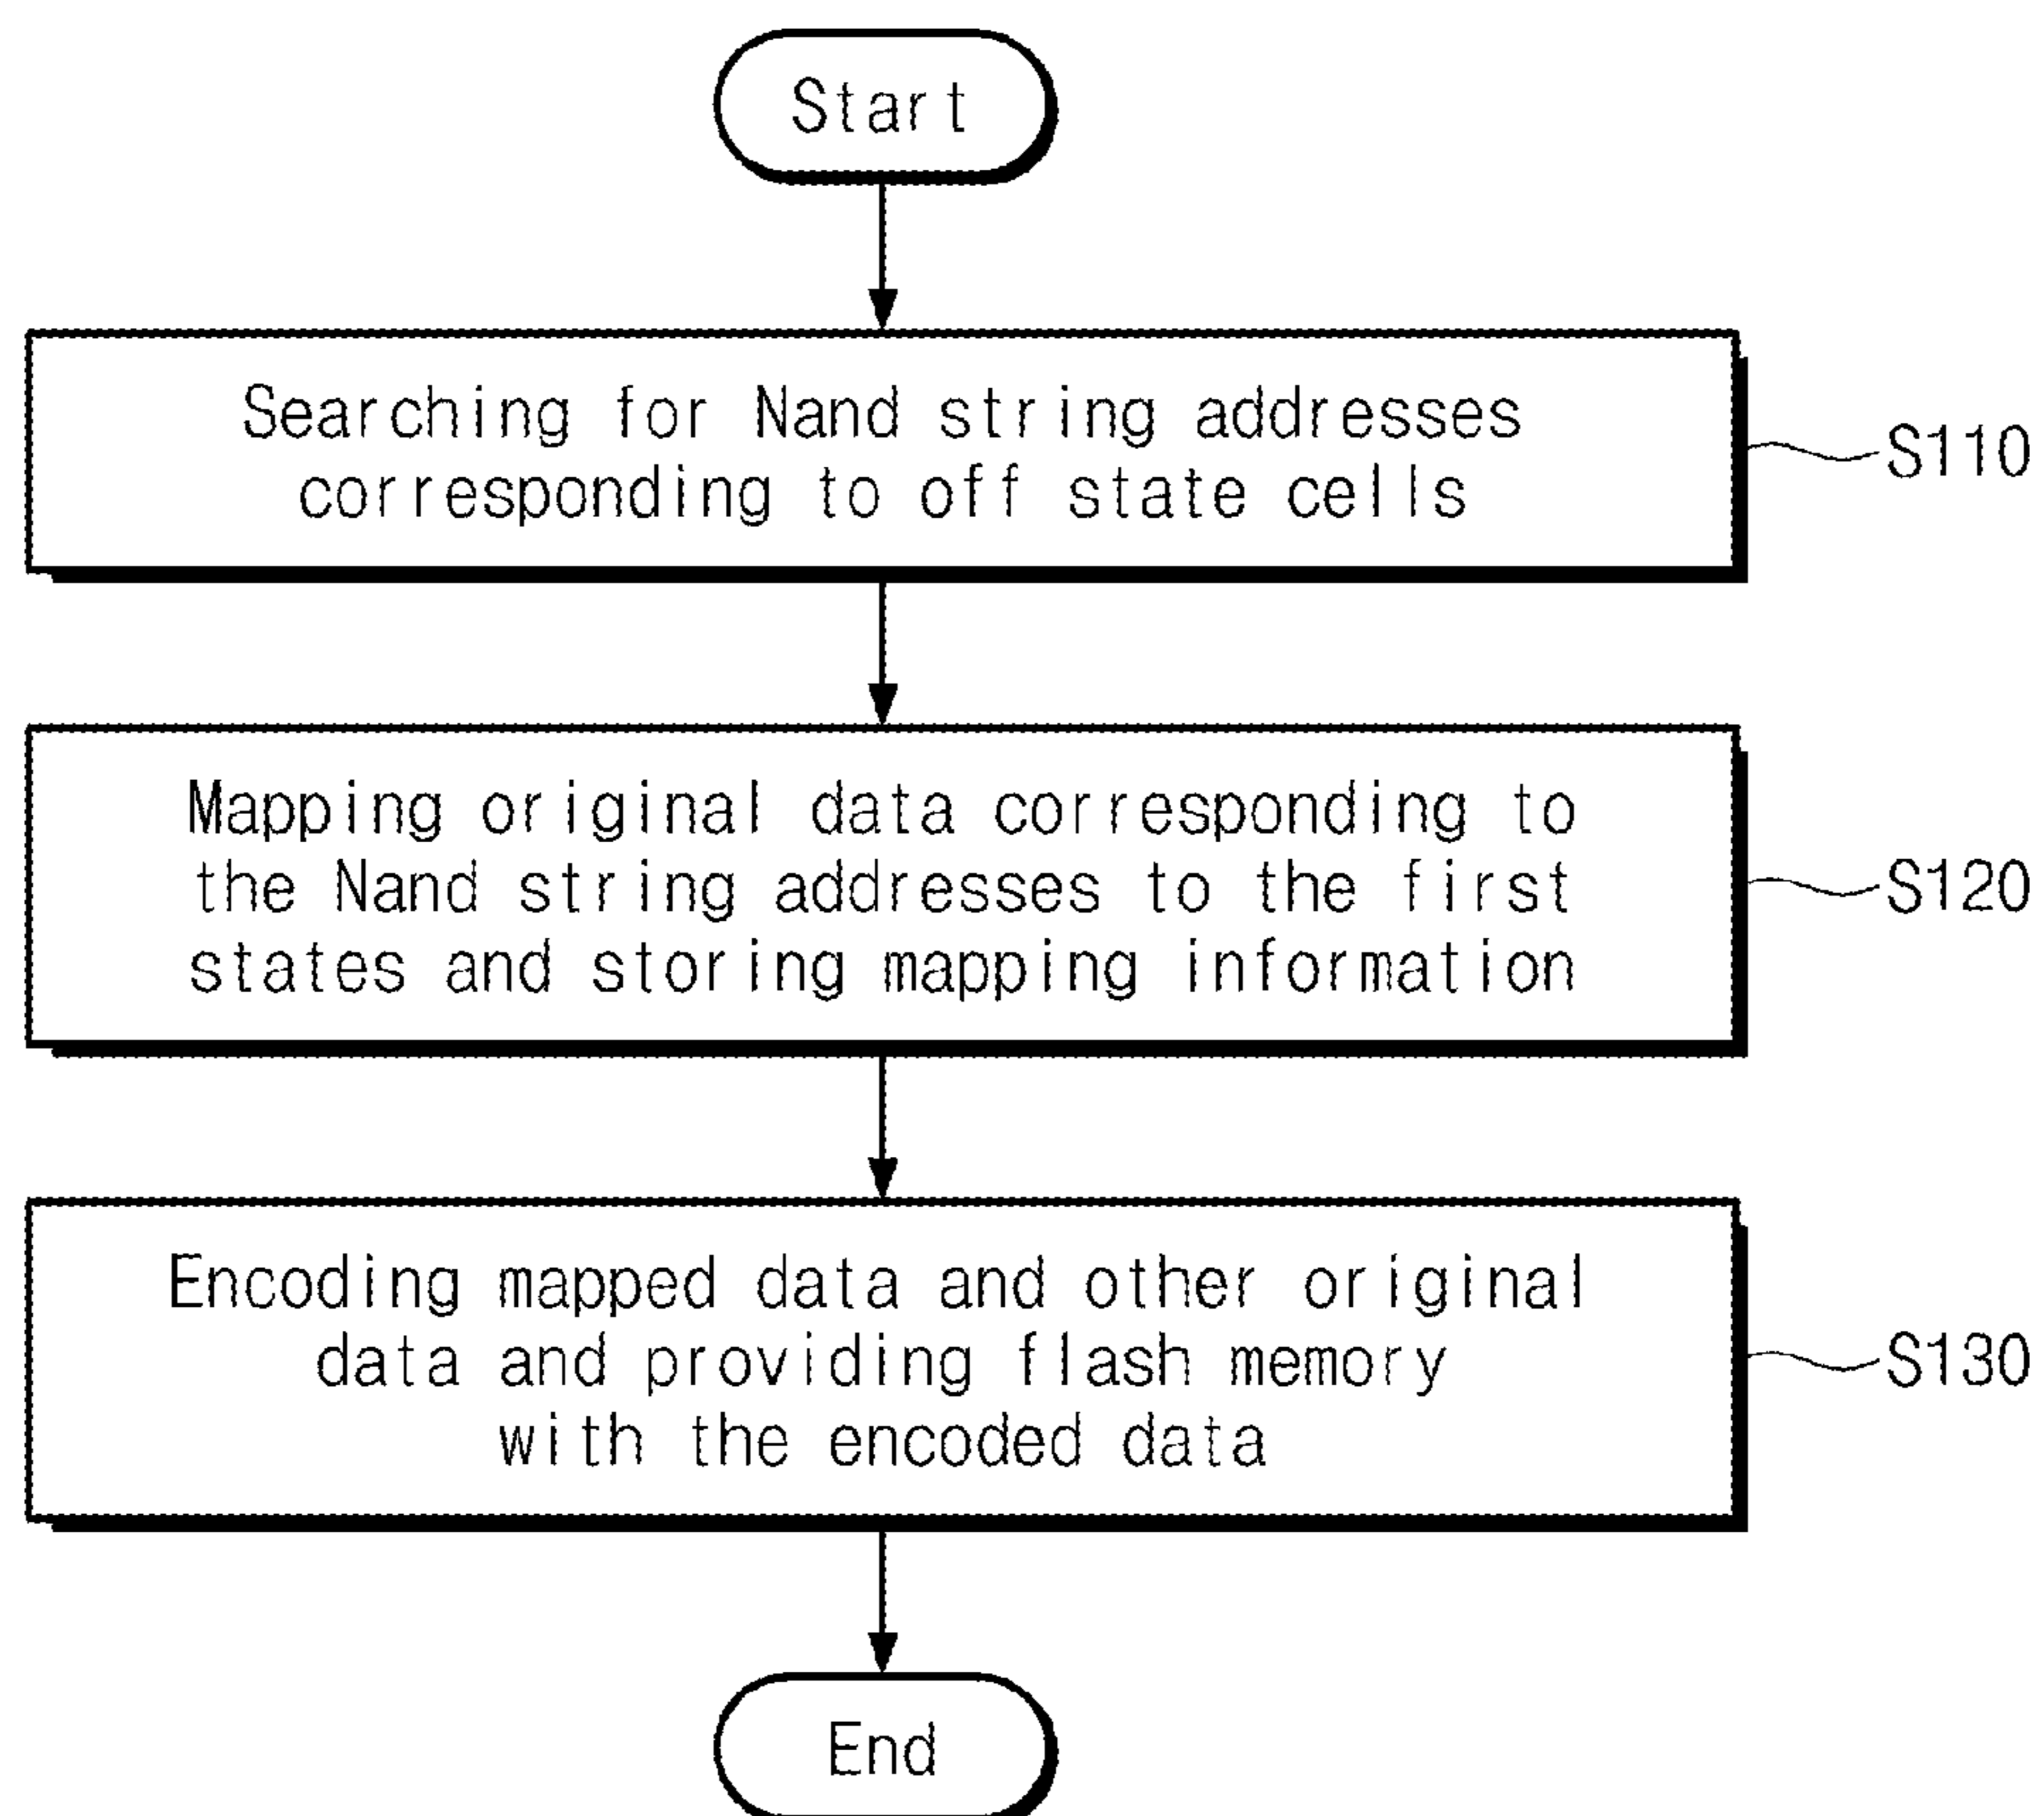 Start
Searching for Nand string addresses
corresponding to off state cells
S110
Mapping original data corresponding to
the Nand string addresses to the first
states and storing mapping information
S120
Encoding mapped data and other original
data and providing flash memory
with the encoded data
S130
End